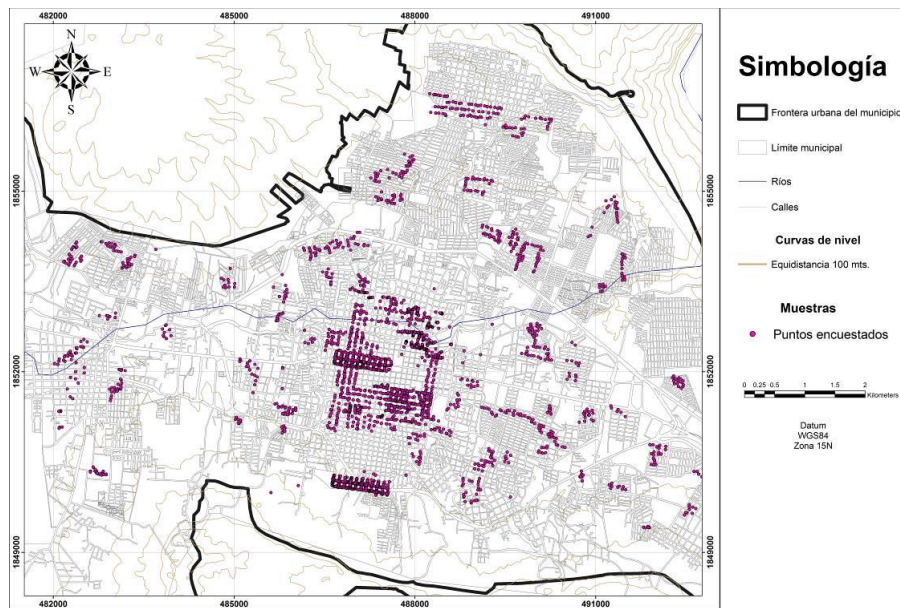 482000 485000 488000 491000
N
W E
S
1855000
1852000
1849000
1855000
1852000
1849000
482000 485000 488000 491000
Simbología
Frontera urbana del municipio
Límite municipal
Ríos
Calles
Curvas de nivel
Equidistancia 100 mts.
Muestras
Puntos encuestados
0 0.25 0.5 1 1.5 2
Kilometers
Datum
WGS84
Zona 15N